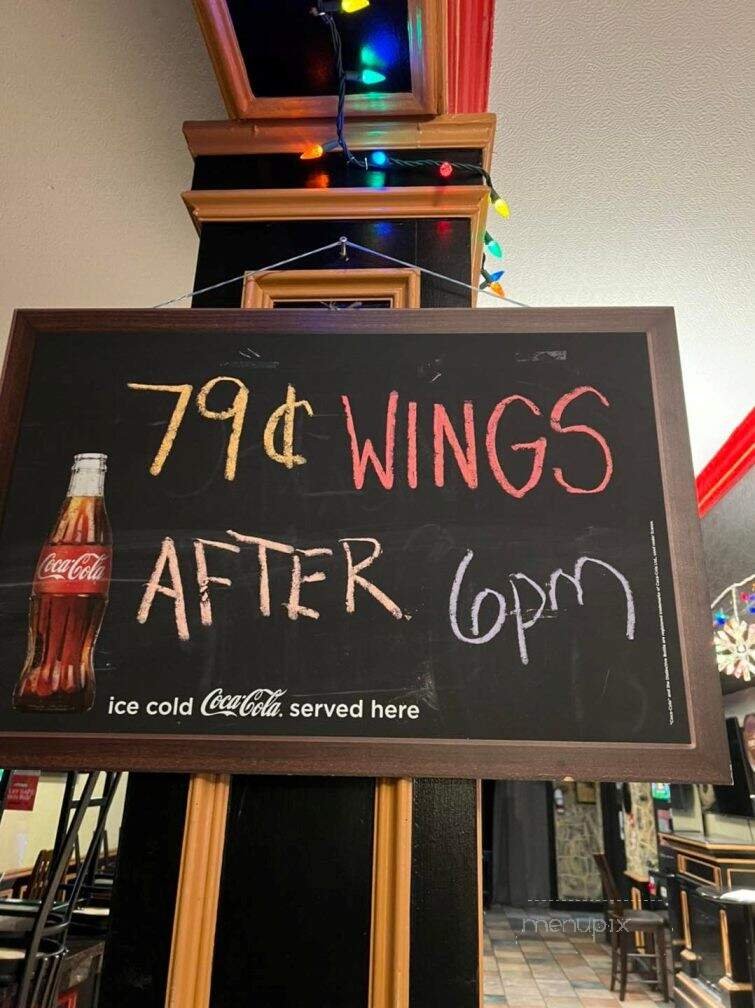 79¢ WINGS
AFTER 6pm
Coca-Cola
ice cold Coca-Cola. served here
menupix